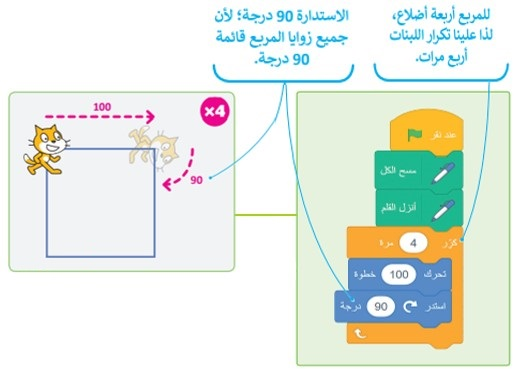 للمربع أربعة أضلاع،
لذا علينا تكرار اللبنات
أربع مرات.
الاستدارة 90 درجة؛ لأن
جميع زوايا المربع قائمة
90 درجة.
عند نقر
مسح الكل
أنزل القلم
كرّر 4 مرة
تحرك 100 خطوة
استدر 90 درجة
100
×4
90